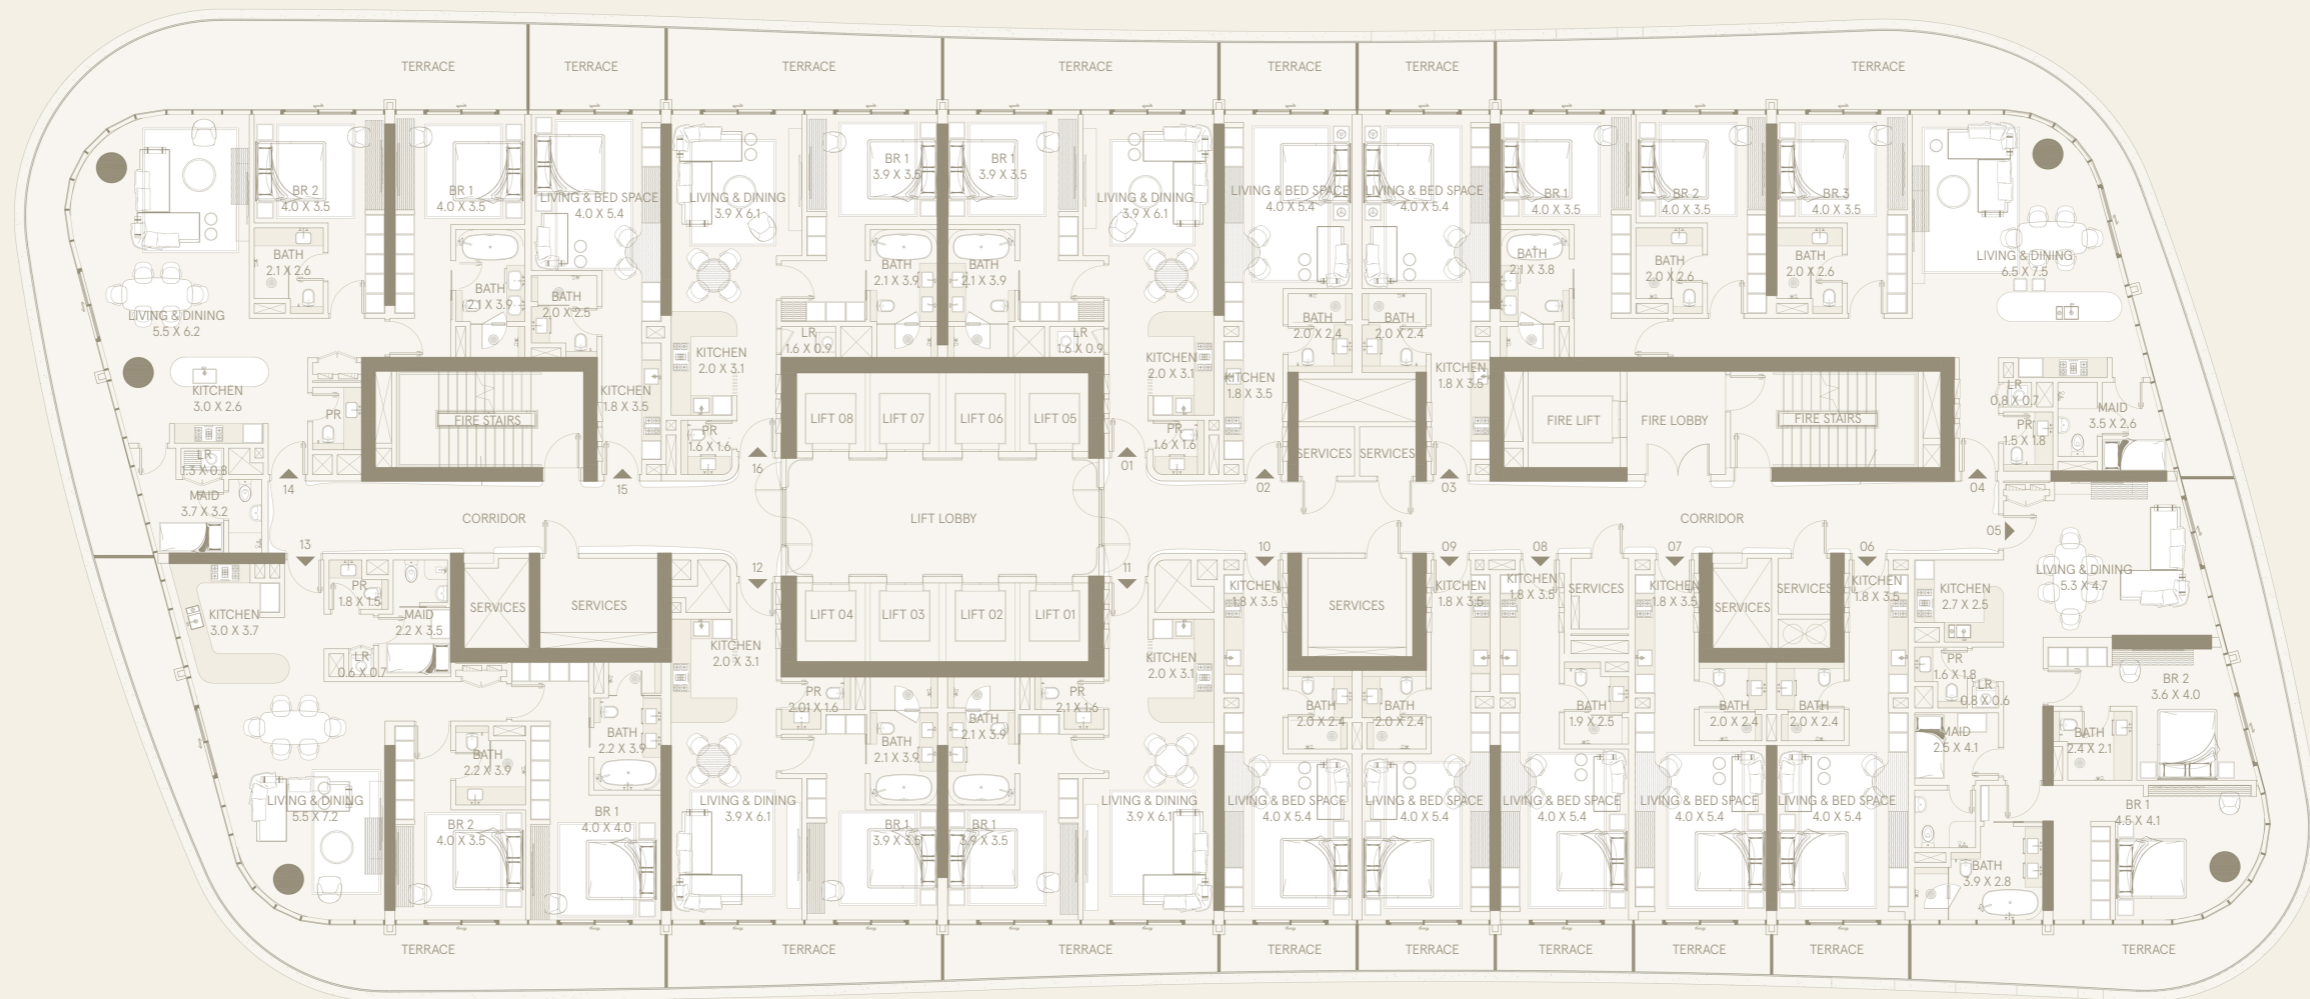 TERRACE
TERRACE
TERRACE
TERRACE
TERRACE
TERRACE
TERRACE
BR 2
4.0 X 3.5
BR 1
4.0 X 3.5
LIVING & BED SPACE
4.0 X 5.4
LIVING & DINING
3.9 X 6.1
BR 1
3.9 X 3.5
BR 1
3.9 X 3.5
LIVING & DINING
3.9 X 6.1
LIVING & BED SPACE
4.0 X 5.4
LIVING & BED SPACE
4.0 X 5.4
BR 1
4.0 X 3.5
BR 2
4.0 X 3.5
BR 3
4.0 X 3.5
LIVING & DINING
6.5 X 7.5
BATH
2.1 X 2.6
BATH
2.1 X 3.9
BATH
2.0 X 2.5
BATH
2.1 X 3.9
BATH
2.1 X 3.9
BATH
2.0 X 2.4
BATH
2.0 X 2.4
BATH
2.1 X 3.8
BATH
2.0 X 2.6
BATH
2.0 X 2.6
LIVING & DINING
5.5 X 6.2
LR
1.6 X 0.9
LR
1.6 X 0.9
KITCHEN
3.0 X 2.6
PR
FIRE STAIRS
KITCHEN
1.8 X 3.5
KITCHEN
2.0 X 3.1
PR
1.6 X 1.6
LIFT 08
LIFT 07
LIFT 06
LIFT 05
KITCHEN
2.0 X 3.1
PR
1.6 X 1.6
KITCHEN
1.8 X 3.5
SERVICES
SERVICES
KITCHEN
1.8 X 3.5
FIRE LIFT
FIRE LOBBY
FIRE STAIRS
LR
0.8 X 0.7
PR
1.5 X 1.8
MAID
3.5 X 2.6
LR
1.3 X 0.8
MAID
3.7 X 3.2
14
15
16
01
02
03
04
05
CORRIDOR
LIFT LOBBY
CORRIDOR
13
12
11
10
09
08
07
06
KITCHEN
3.0 X 3.7
PR
1.8 X 1.5
MAID
2.2 X 3.5
LR
0.6 X 0.7
SERVICES
SERVICES
KITCHEN
2.0 X 3.1
LIFT 04
LIFT 03
LIFT 02
LIFT 01
KITCHEN
2.0 X 3.1
KITCHEN
1.8 X 3.5
SERVICES
KITCHEN
1.8 X 3.5
KITCHEN
1.8 X 3.5
SERVICES
KITCHEN
1.8 X 3.5
SERVICES
SERVICES
KITCHEN
1.8 X 3.5
KITCHEN
2.7 X 2.5
LIVING & DINING
5.3 X 4.7
PR
1.6 X 1.8
LR
0.8 X 0.6
BR 2
3.6 X 4.0
PR
2.01 X 1.6
PR
2.1 X 1.6
BATH
2.2 X 3.9
BATH
2.2 X 3.9
BATH
2.1 X 3.9
BATH
2.1 X 3.9
BATH
2.0 X 2.4
BATH
2.0 X 2.4
BATH
1.9 X 2.5
BATH
2.0 X 2.4
BATH
2.0 X 2.4
MAID
2.5 X 4.1
BATH
2.4 X 2.1
LIVING & DINING
5.5 X 7.2
BR 2
4.0 X 3.5
BR 1
4.0 X 4.0
LIVING & DINING
3.9 X 6.1
BR 1
3.9 X 3.5
BR 1
3.9 X 3.5
LIVING & DINING
3.9 X 6.1
LIVING & BED SPACE
4.0 X 5.4
LIVING & BED SPACE
4.0 X 5.4
LIVING & BED SPACE
4.0 X 5.4
LIVING & BED SPACE
4.0 X 5.4
LIVING & BED SPACE
4.0 X 5.4
BR 1
4.5 X 4.1
BATH
3.9 X 2.8
TERRACE
TERRACE
TERRACE
TERRACE
TERRACE
TERRACE
TERRACE
TERRACE
TERRACE